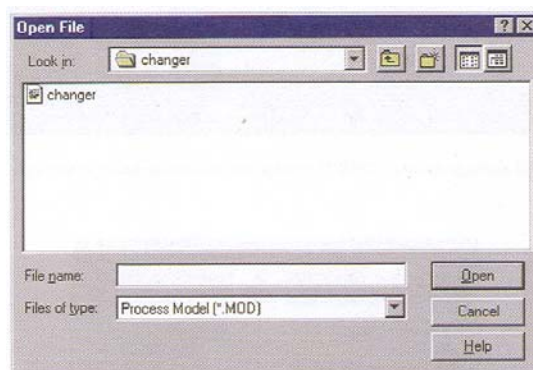 Open File
Look in: changer
changer
File name: Open
Files of type: Process Model (*.MOD) Cancel
Help